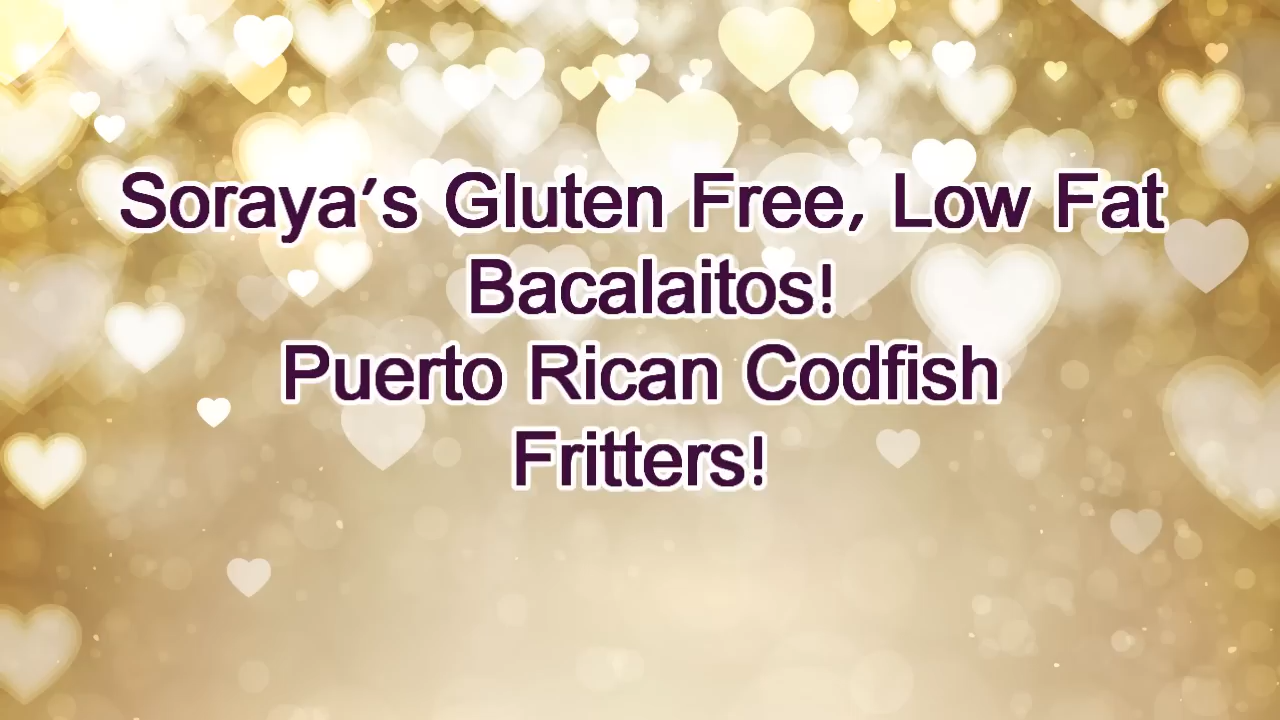 Soraya’s Gluten Free, Low Fat
Bacalaitos!
Puerto Rican Codfish
Fritters!